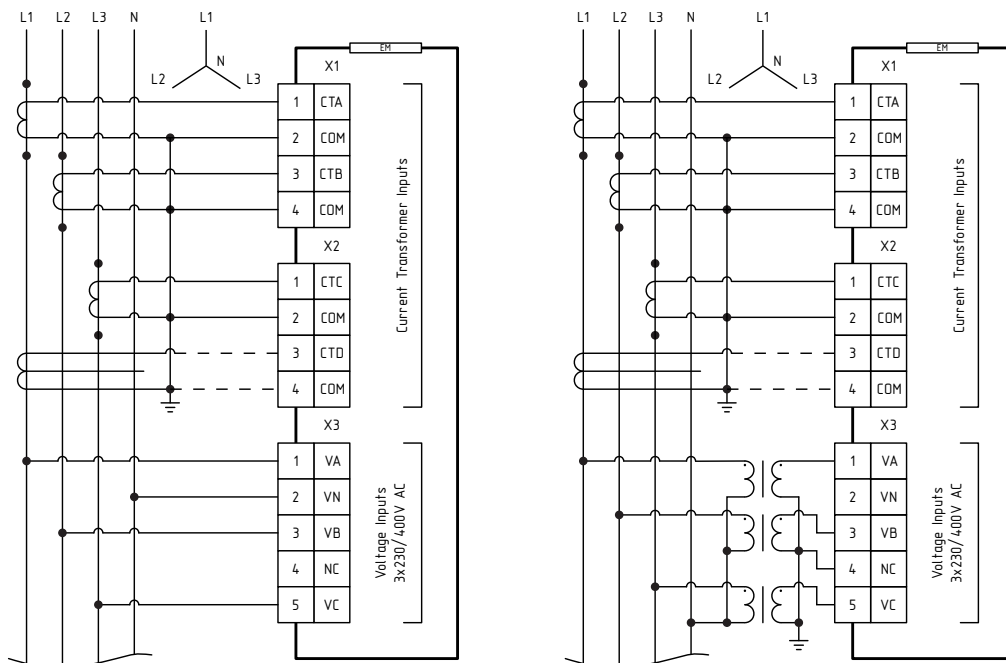 L1 L2 L3 N
L1
N
L2 L3
EM
X1
1 CTA
2 COM
3 CTB
4 COM
X2
1 CTC
2 COM
3 CTD
4 COM
Current Transformer Inputs
X3
1 VA
2 VN
3 VB
4 NC
5 VC
Voltage Inputs
3x230/400V AC
L1 L2 L3 N
L1
N
L2 L3
EM
X1
1 CTA
2 COM
3 CTB
4 COM
X2
1 CTC
2 COM
3 CTD
4 COM
Current Transformer Inputs
X3
1 VA
2 VN
3 VB
4 NC
5 VC
Voltage Inputs
3x230/400V AC